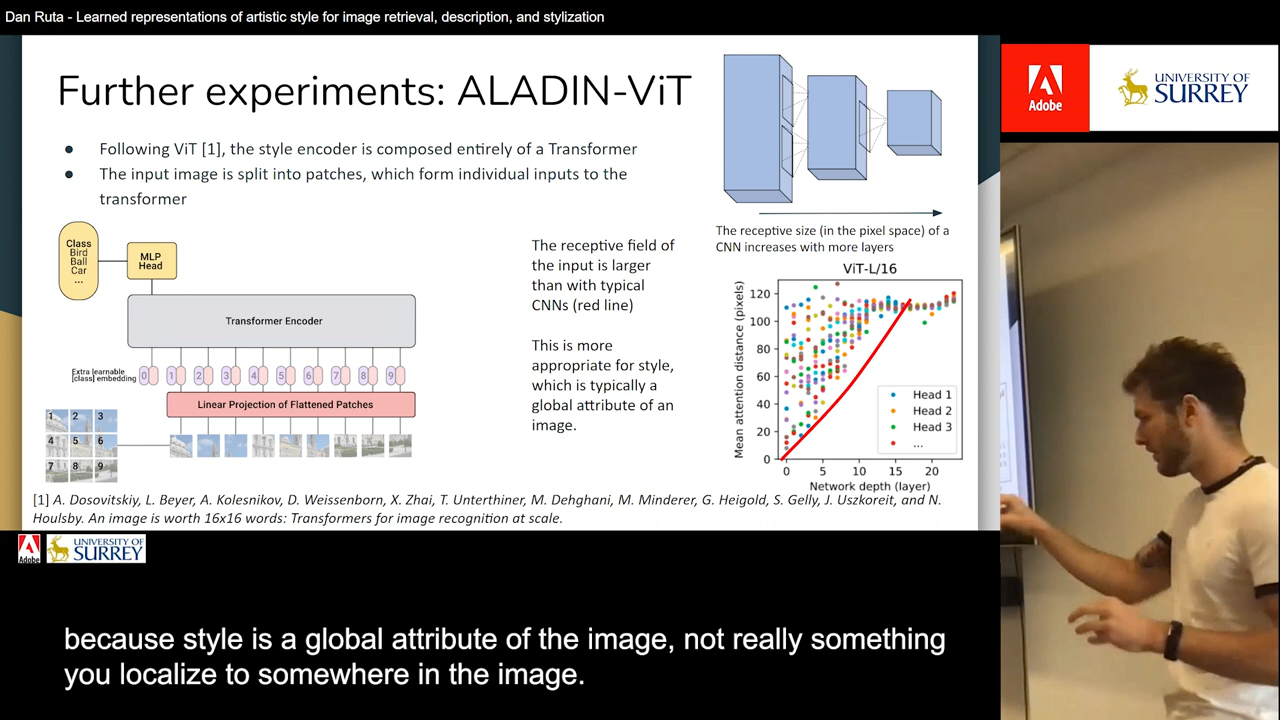 Dan Ruta - Learned representations of artistic style for image retrieval, description, and stylization
Further experiments: ALADIN-ViT
● Following ViT [1], the style encoder is composed entirely of a Transformer
● The input image is split into patches, which form individual inputs to the
transformer
The receptive size (in the pixel space) of a
CNN increases with more layers
Class
Bird
Ball
Car
...
MLP
Head
Transformer Encoder
Extra learnable
[class] embedding
0 1 2 3 4 5 6 7 8 9
Linear Projection of Flattened Patches
1 2 3
4 5 6
7 8 9
The receptive field of
the input is larger
than with typical
CNNs (red line)
This is more
appropriate for style,
which is typically a
global attribute of an
image.
ViT-L/16
Mean attention distance (pixels)
120
100
80
60
40
20
0
Head 1
Head 2
Head 3
...
0 5 10 15 20
Network depth (layer)
[1] A. Dosovitskiy, L. Beyer, A. Kolesnikov, D. Weissenborn, X. Zhai, T. Unterthiner, M. Dehghani, M. Minderer, G. Heigold, S. Gelly, J. Uszkoreit, and N.
Houlsby. An image is worth 16x16 words: Transformers for image recognition at scale.
Adobe
UNIVERSITY OF
SURREY
Adobe
UNIVERSITY OF
SURREY
because style is a global attribute of the image, not really something
you localize to somewhere in the image.